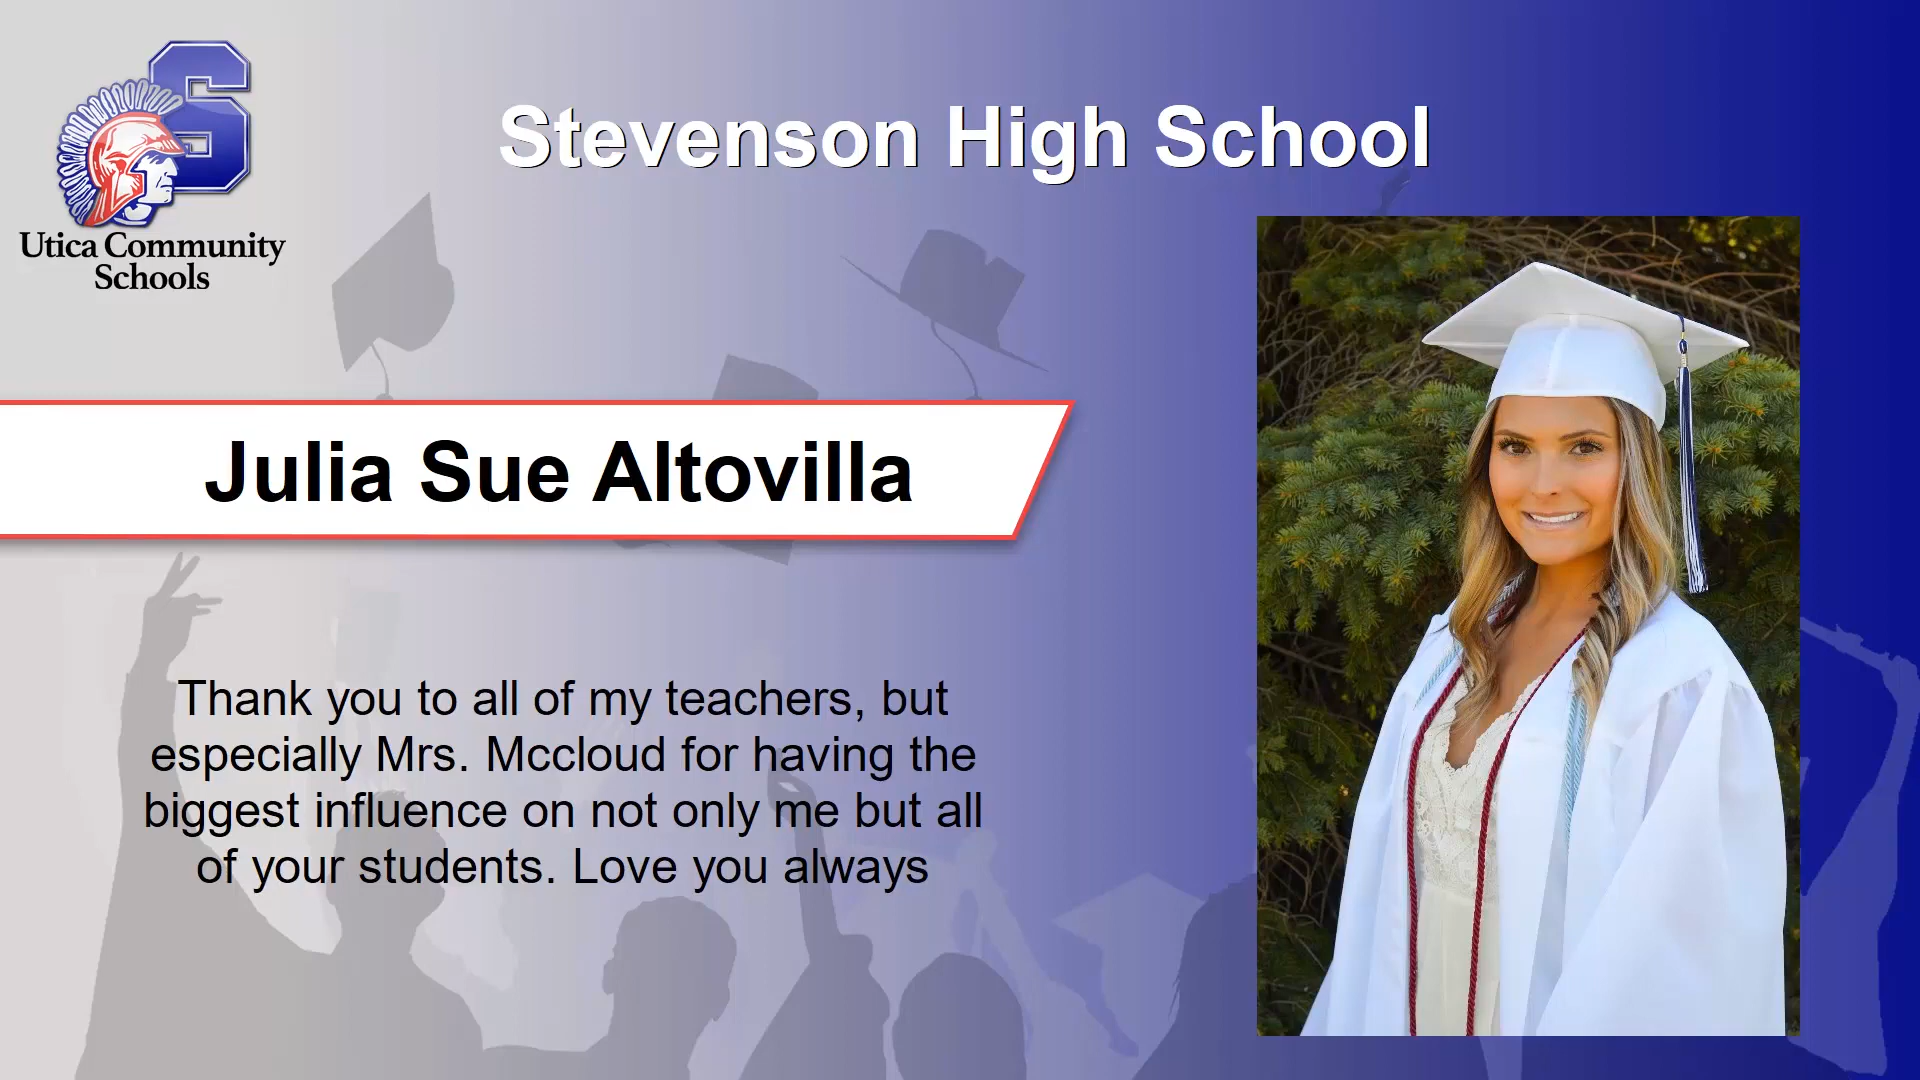 S
Utica Community
Schools
Stevenson High School
Julia Sue Altovilla
Thank you to all of my teachers, but
especially Mrs. Mccloud for having the
biggest influence on not only me but all
of your students. Love you always